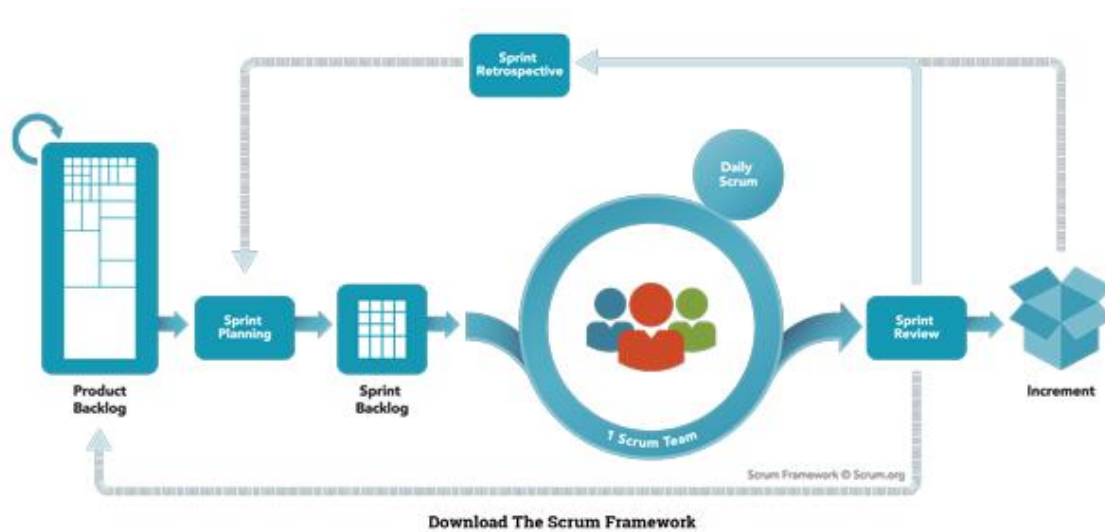 Sprint
Retrospective
Daily
Scrum
Sprint
Planning
Sprint
Review
Product
Backlog
Sprint
Backlog
Increment
1 Scrum Team
Scrum Framework © Scrum.org
Download The Scrum Framework